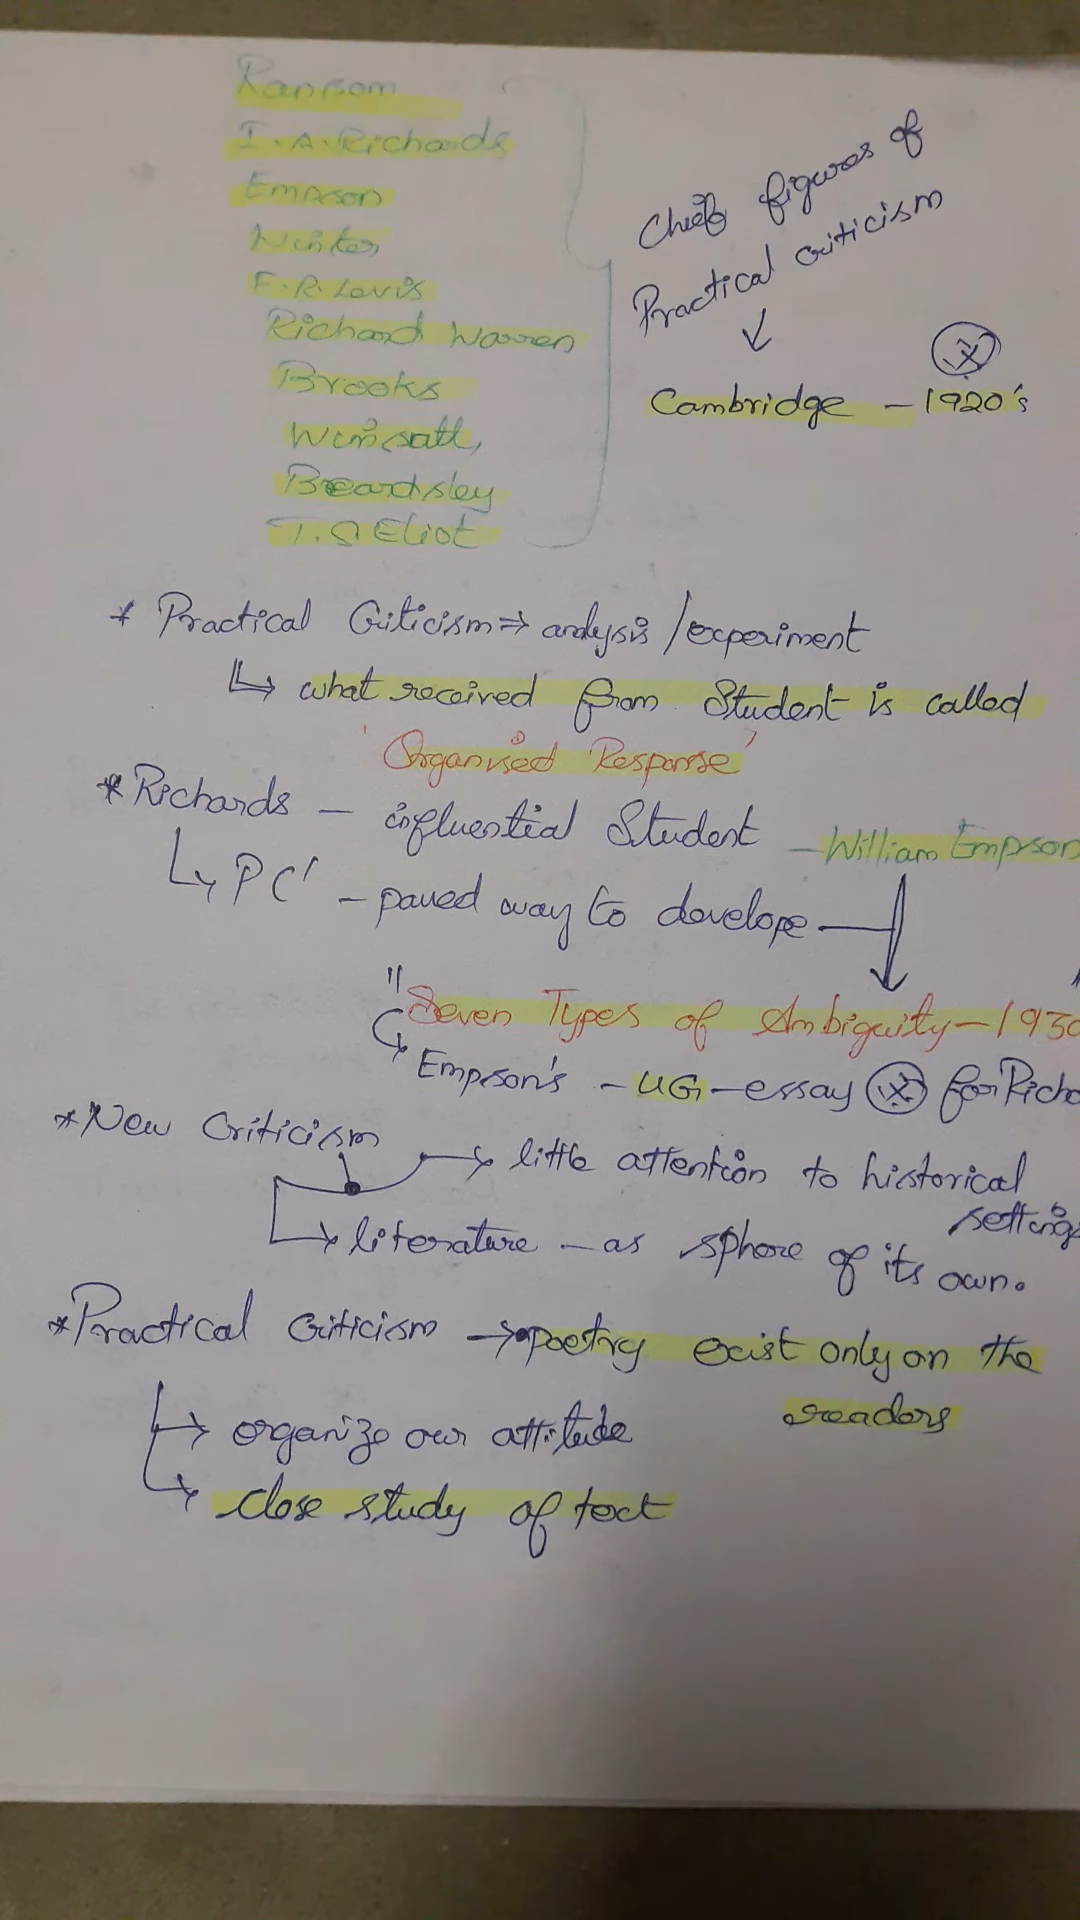 Ransom
I.A.Richards
Empson
Winter
F.R.Levis
Richard Warren
Brooks
Wimsatt,
Beardsley
T.S Eliot
Chief figures of
Practical criticism
Cambridge - 1920's
* Practical Criticism ⇒ analysis / experiment
↳ what received from Student is called
'Organised Response'
* Richards - influential Student - William Empson
↳ PC' - paved way to develope
"Seven Types of Ambiguity - 1930
↳ Empson's - UG - essay for Richa
* New Criticism → little attention to historical
setting
→ literature - as sphere of its own.
* Practical criticism → poetry exist only on the
readers
→ organize our attitude
→ close study of text